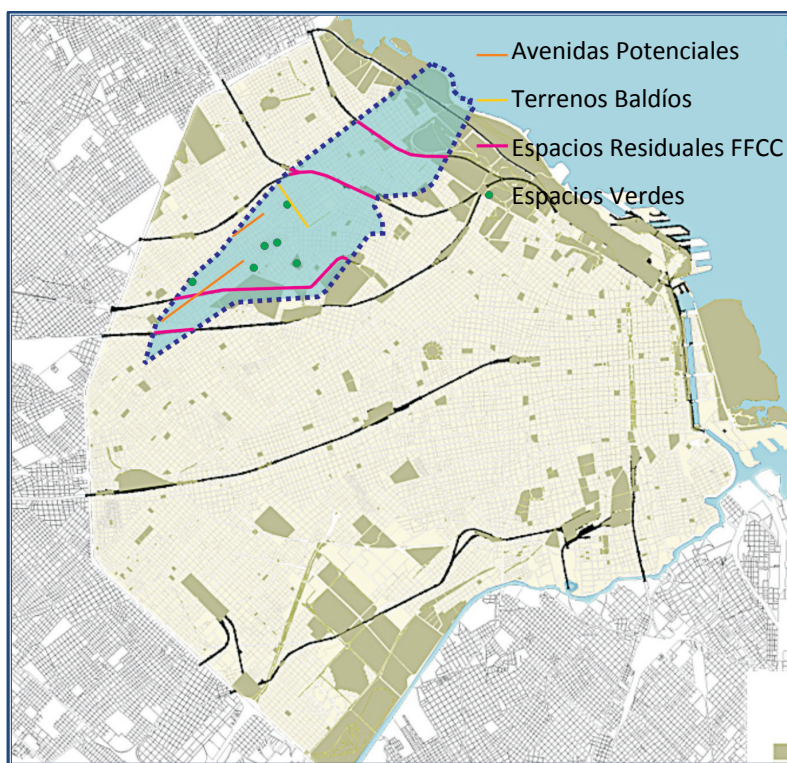 Avenidas Potenciales
Terrenos Baldíos
Espacios Residuales FFCC
Espacios Verdes